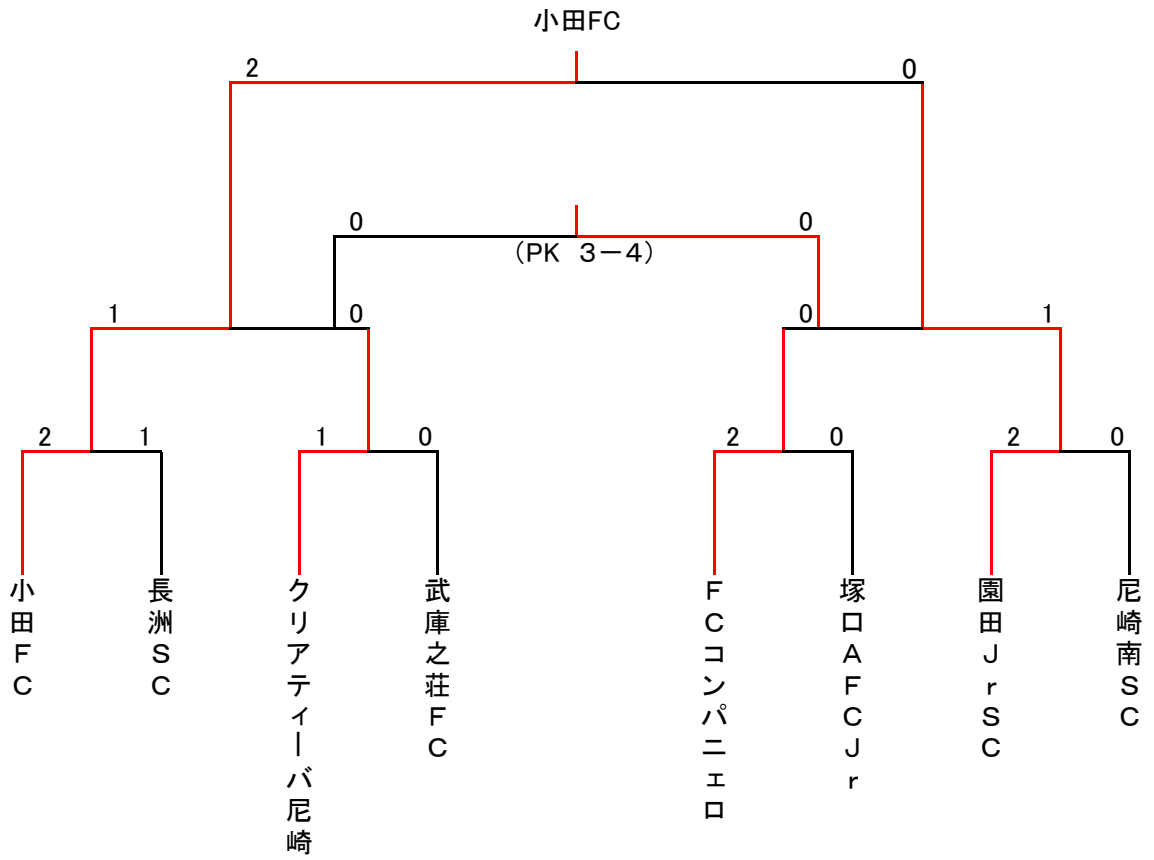 小田FC
2
0
0
0
(PK 3－4)
1
0
0
1
2
1
1
0
2
0
2
0
小田ＦＣ
長洲ＳＣ
クリアティーバ尼崎
武庫之荘ＦＣ
ＦＣコンパニェロ
塚口ＡＦＣＪｒ
園田ＪｒＳＣ
尼崎南ＳＣ